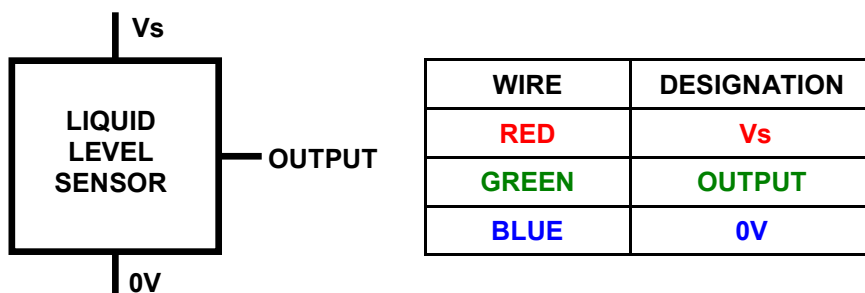 Vs
LIQUID
LEVEL
SENSOR
OUTPUT
0V
WIRE DESIGNATION
RED Vs
GREEN OUTPUT
BLUE 0V